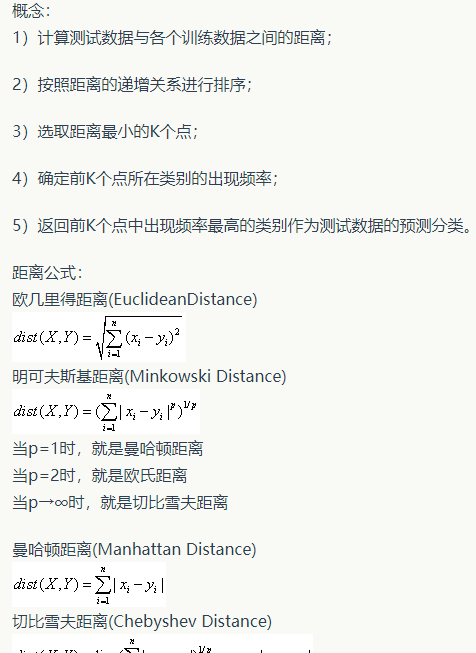 概念：
1）计算测试数据与各个训练数据之间的距离；
2）按照距离的递增关系进行排序；
3）选取距离最小的K个点；
4）确定前K个点所在类别的出现频率；
5）返回前K个点中出现频率最高的类别作为测试数据的预测分类。
距离公式：
欧几里得距离(EuclideanDistance)
dist(X,Y) = √(∑_{i=1}^{n} (x_i − y_i)^2)
明可夫斯基距离(Minkowski Distance)
dist(X,Y) = (∑_{i=1}^{n} | x_i − y_i |^p)^{1/p}
当p=1时，就是曼哈顿距离
当p=2时，就是欧氏距离
当p→∞时，就是切比雪夫距离
曼哈顿距离(Manhattan Distance)
dist(X,Y) = ∑_{i=1}^{n} | x_i − y_i |
切比雪夫距离(Chebyshev Distance)